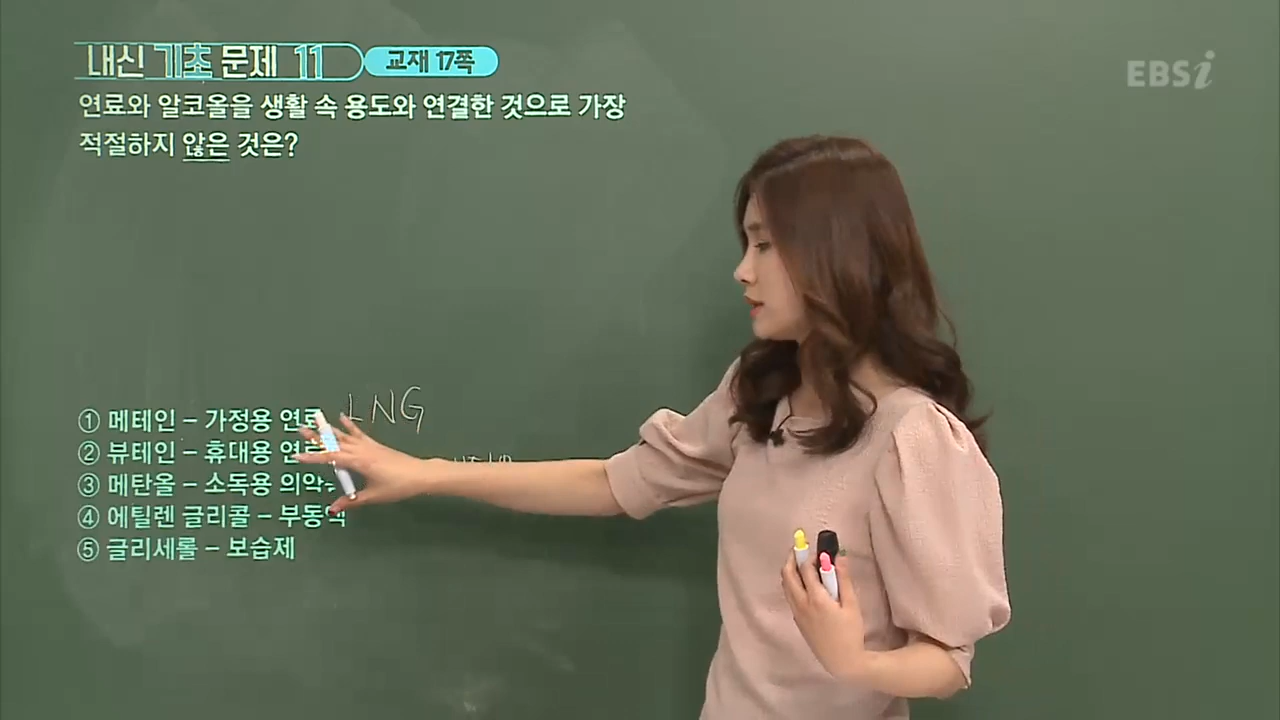 내신 기초 문제 11 교재 17쪽
EBSi
연료와 알코올을 생활 속 용도와 연결한 것으로 가장
적절하지 않은 것은?
① 메테인 – 가정용 연료 LNG
② 뷰테인 – 휴대용 연료
③ 메탄올 – 소독용
④ 에틸렌 글리콜 – 부동액
⑤ 글리세롤 – 보습제